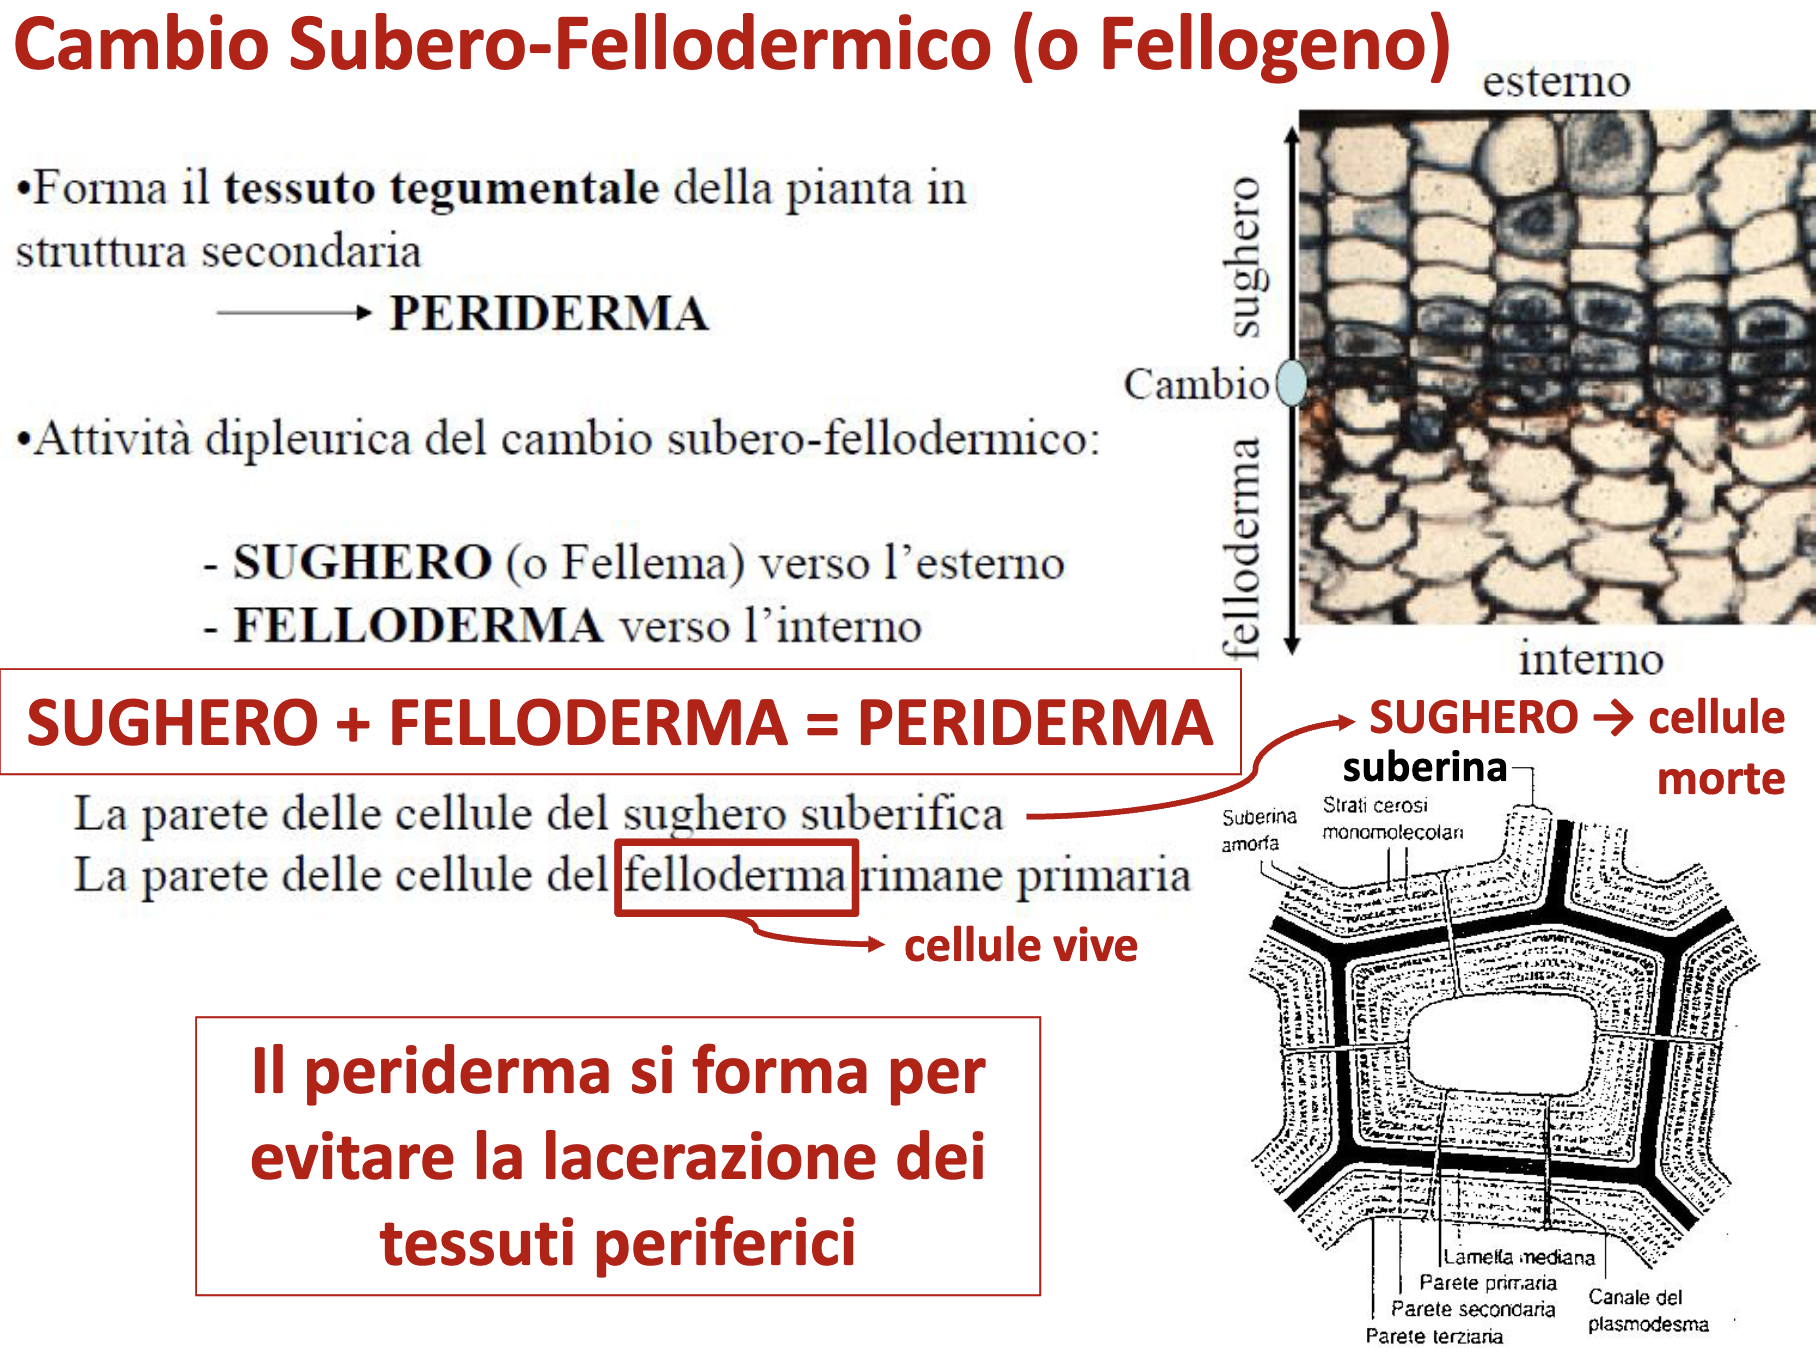 Cambio Subero-Fellodermico (o Fellogeno)
esterno
•Forma il tessuto tegumentale della pianta in
struttura secondaria
PERIDERMA
sughero
Cambio
•Attività dipleurica del cambio subero-fellodermico:
felloderma
- SUGHERO (o Fellema) verso l'esterno
- FELLODERMA verso l'interno
interno
SUGHERO + FELLODERMA = PERIDERMA
SUGHERO → cellule
morte
La parete delle cellule del sughero suberifica
La parete delle cellule del felloderma rimane primaria
cellule vive
suberina
Suberina
amorfa
Strati cerosi
monomolecolari
Il periderma si forma per
evitare la lacerazione dei
tessuti periferici
Lamella mediana
Parete primaria
Parete secondaria
Parete terziaria
Canale del
plasmodesma